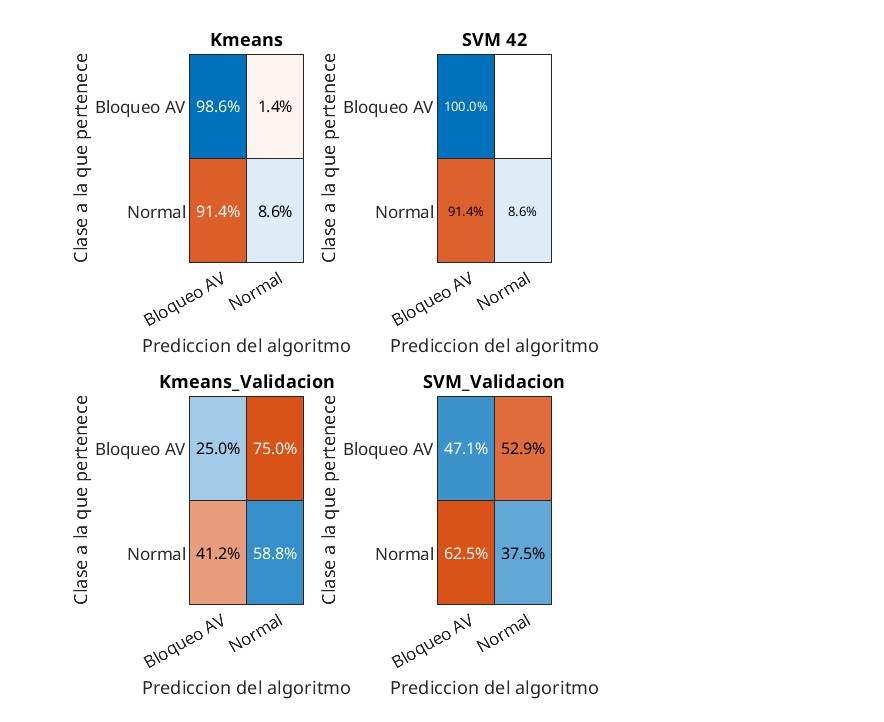 Kmeans
Clase a la que pertenece
Bloqueo AV 98.6% 1.4%
Normal 91.4% 8.6%
Bloqueo AV Normal
Prediccion del algoritmo
SVM 42
Clase a la que pertenece
Bloqueo AV 100.0%
Normal 91.4% 8.6%
Bloqueo AV Normal
Prediccion del algoritmo
Kmeans_Validacion
Clase a la que pertenece
Bloqueo AV 25.0% 75.0%
Normal 41.2% 58.8%
Bloqueo AV Normal
Prediccion del algoritmo
SVM_Validacion
Clase a la que pertenece
Bloqueo AV 47.1% 52.9%
Normal 62.5% 37.5%
Bloqueo AV Normal
Prediccion del algoritmo